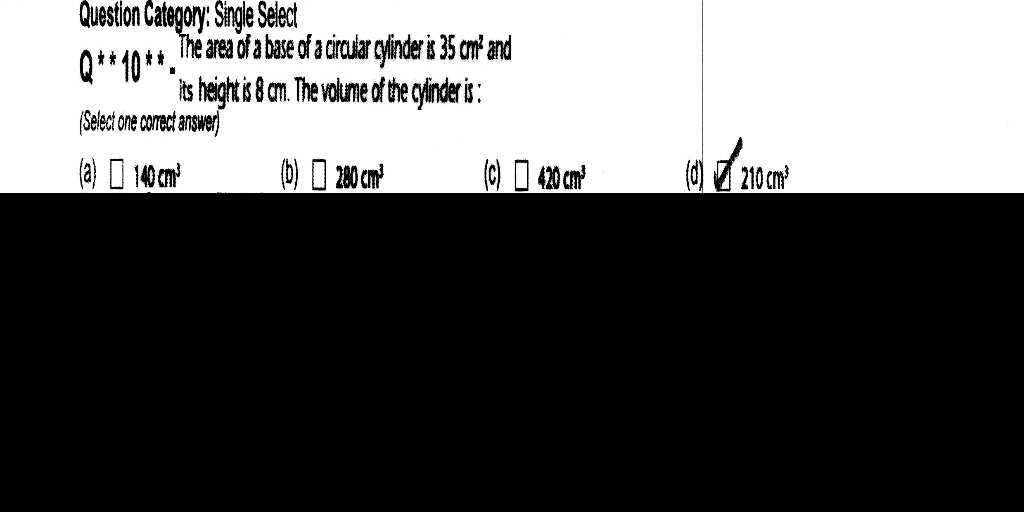 Question Category: Single Select
Q**10**- The area of a base of a circular cylinder is 35 cm² and
its height is 8 cm. The volume of the cylinder is :
(Select one correct answer)
(a) ☐ 140 cm³ (b) ☐ 280 cm³ (c) ☐ 420 cm³ (d) ☑ 210 cm³